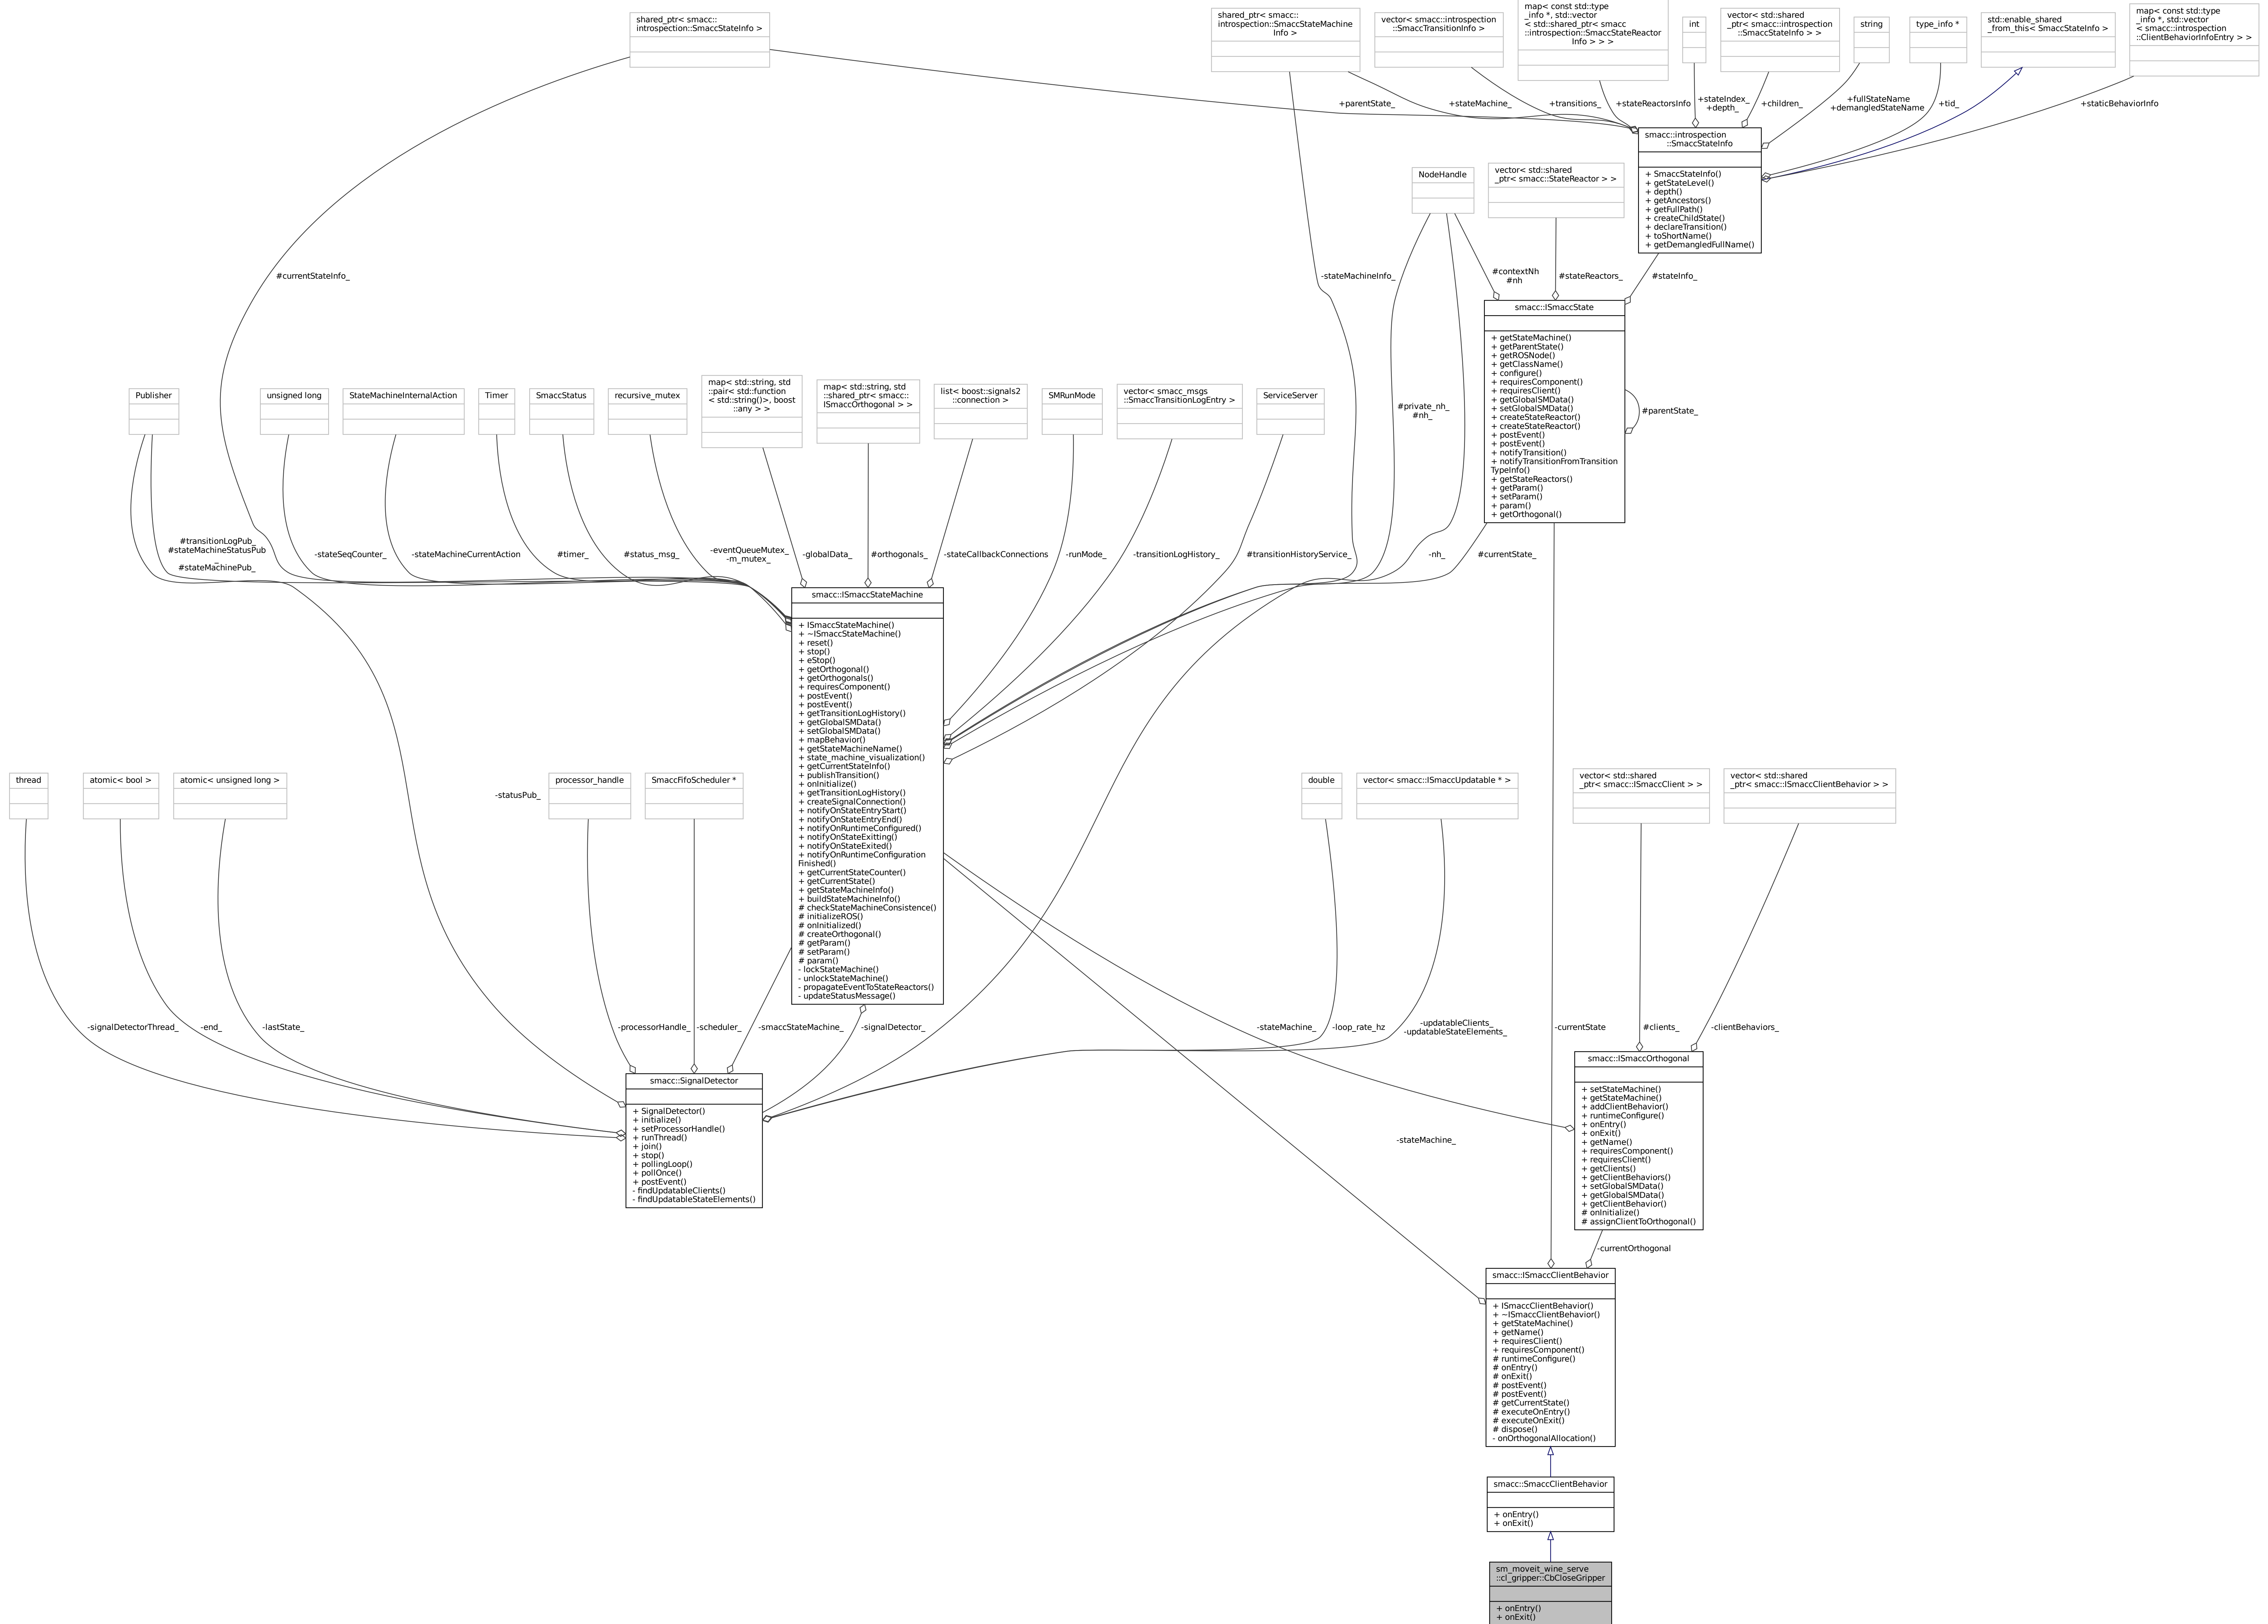 shared_ptr< smacc::
introspection::SmaccStateInfo >
shared_ptr< smacc::
introspection::SmaccStateMachine
Info >
vector< smacc::introspection
::SmaccTransitionInfo >
map< const std::type
_info *, std::vector
< std::shared_ptr< smacc
::introspection::SmaccStateReactor
Info > > >
int
vector< std::shared
_ptr< smacc::introspection
::SmaccStateInfo > >
string
type_info *
std::enable_shared
_from_this< SmaccStateInfo >
map< const std::type
_info *, std::vector
< smacc::introspection
::ClientBehaviorInfoEntry > >
+parentState_
+stateMachine_
+transitions_
+stateReactorsInfo
+stateIndex_
+depth_
+children_
+fullStateName
+demangledStateName
+tid_
+staticBehaviorInfo
smacc::introspection
::SmaccStateInfo
+ SmaccStateInfo()
+ getStateLevel()
+ depth()
+ getAncestors()
+ getFullPath()
+ createChildState()
+ declareTransition()
+ toShortName()
+ getDemangledFullName()
NodeHandle
vector< std::shared
_ptr< smacc::StateReactor > >
#currentStateInfo_
-stateMachineInfo_
#contextNh
#nh
#stateReactors_
#stateInfo_
smacc::ISmaccState
+ getStateMachine()
+ getParentState()
+ getROSNode()
+ getClassName()
+ configure()
+ requiresComponent()
+ requiresClient()
+ getGlobalSMData()
+ setGlobalSMData()
+ createStateReactor()
+ createStateReactor()
+ postEvent()
+ postEvent()
+ notifyTransition()
+ notifyTransitionFromTransition
TypeInfo()
+ getStateReactors()
+ getParam()
+ setParam()
+ param()
+ getOrthogonal()
#parentState_
#private_nh_
#nh_
Publisher
unsigned long
StateMachineInternalAction
Timer
SmaccStatus
recursive_mutex
map< std::string, std
::pair< std::function
< std::string()>, boost
::any > >
map< std::string, std
::shared_ptr< smacc::
ISmaccOrthogonal > >
list< boost::signals2
::connection >
SMRunMode
vector< smacc_msgs
::SmaccTransitionLogEntry >
ServiceServer
#transitionLogPub_
#stateMachineStatusPub
_
#stateMachinePub_
-stateSeqCounter_
-stateMachineCurrentAction
#timer_
#status_msg_
-eventQueueMutex_
-m_mutex_
-globalData_
#orthogonals_
-stateCallbackConnections
-runMode_
-transitionLogHistory_
#transitionHistoryService_
-nh_
#currentState_
smacc::ISmaccStateMachine
+ ISmaccStateMachine()
+ ~ISmaccStateMachine()
+ reset()
+ stop()
+ eStop()
+ getOrthogonal()
+ getOrthogonals()
+ requiresComponent()
+ postEvent()
+ postEvent()
+ getTransitionLogHistory()
+ getGlobalSMData()
+ setGlobalSMData()
+ mapBehavior()
+ getStateMachineName()
+ state_machine_visualization()
+ getCurrentStateInfo()
+ publishTransition()
+ onInitialize()
+ getTransitionLogHistory()
+ createSignalConnection()
+ notifyOnStateEntryStart()
+ notifyOnStateEntryEnd()
+ notifyOnRuntimeConfigured()
+ notifyOnStateExitting()
+ notifyOnStateExited()
+ notifyOnRuntimeConfiguration
Finished()
+ getCurrentStateCounter()
+ getCurrentState()
+ getStateMachineInfo()
+ buildStateMachineInfo()
# checkStateMachineConsistence()
# initializeROS()
# onInitialized()
# createOrthogonal()
# getParam()
# setParam()
# param()
- lockStateMachine()
- unlockStateMachine()
- propagateEventToStateReactors()
- updateStatusMessage()
thread
atomic< bool >
atomic< unsigned long >
-statusPub_
processor_handle
SmaccFifoScheduler *
double
vector< smacc::ISmaccUpdatable * >
vector< std::shared
_ptr< smacc::ISmaccClient > >
vector< std::shared
_ptr< smacc::ISmaccClientBehavior > >
-signalDetectorThread_
-end_
-lastState_
-processorHandle_
-scheduler_
-smaccStateMachine_
-signalDetector_
-stateMachine_
-loop_rate_hz
-updatableClients_
-updatableStateElements_
-currentState
#clients_
-clientBehaviors_
smacc::SignalDetector
+ SignalDetector()
+ initialize()
+ setProcessorHandle()
+ runThread()
+ join()
+ stop()
+ pollingLoop()
+ pollOnce()
+ postEvent()
- findUpdatableClients()
- findUpdatableStateElements()
smacc::ISmaccOrthogonal
+ setStateMachine()
+ getStateMachine()
+ addClientBehavior()
+ runtimeConfigure()
+ onEntry()
+ onExit()
+ getName()
+ requiresComponent()
+ requiresClient()
+ getClients()
+ getClientBehaviors()
+ setGlobalSMData()
+ getGlobalSMData()
+ getClientBehavior()
# onInitialize()
# assignClientToOrthogonal()
-stateMachine_
-currentOrthogonal
smacc::ISmaccClientBehavior
+ ISmaccClientBehavior()
+ ~ISmaccClientBehavior()
+ getStateMachine()
+ getName()
+ requiresClient()
+ requiresComponent()
# runtimeConfigure()
# onEntry()
# onExit()
# postEvent()
# postEvent()
# getCurrentState()
# executeOnEntry()
# executeOnExit()
# dispose()
- onOrthogonalAllocation()
smacc::SmaccClientBehavior
+ onEntry()
+ onExit()
sm_moveit_wine_serve
::cl_gripper::CbCloseGripper
+ onEntry()
+ onExit()